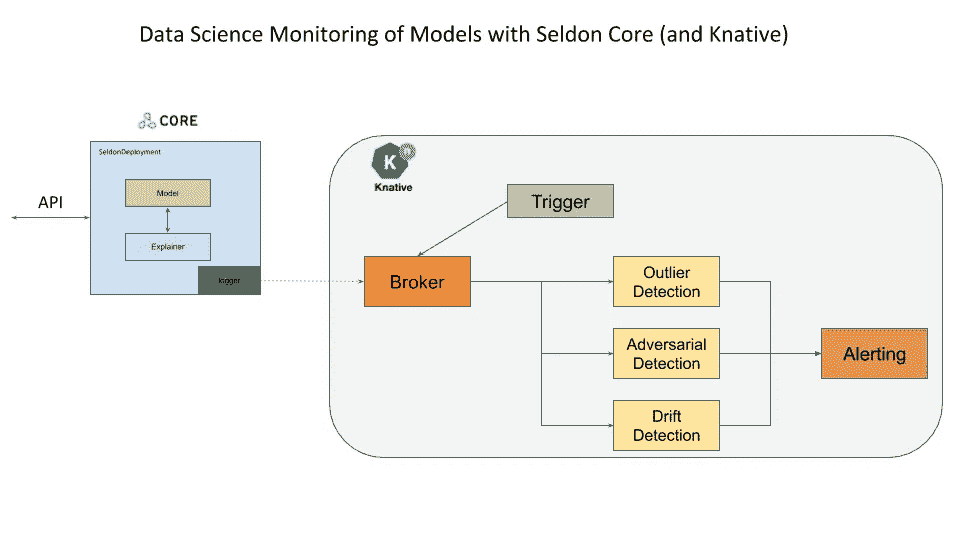 Data Science Monitoring of Models with Seldon Core (and Knative)
CORE
SeldonDeployment
Model
API
Explainer
logger
K
Knative
Trigger
Broker
Outlier
Detection
Adversarial
Detection
Alerting
Drift
Detection